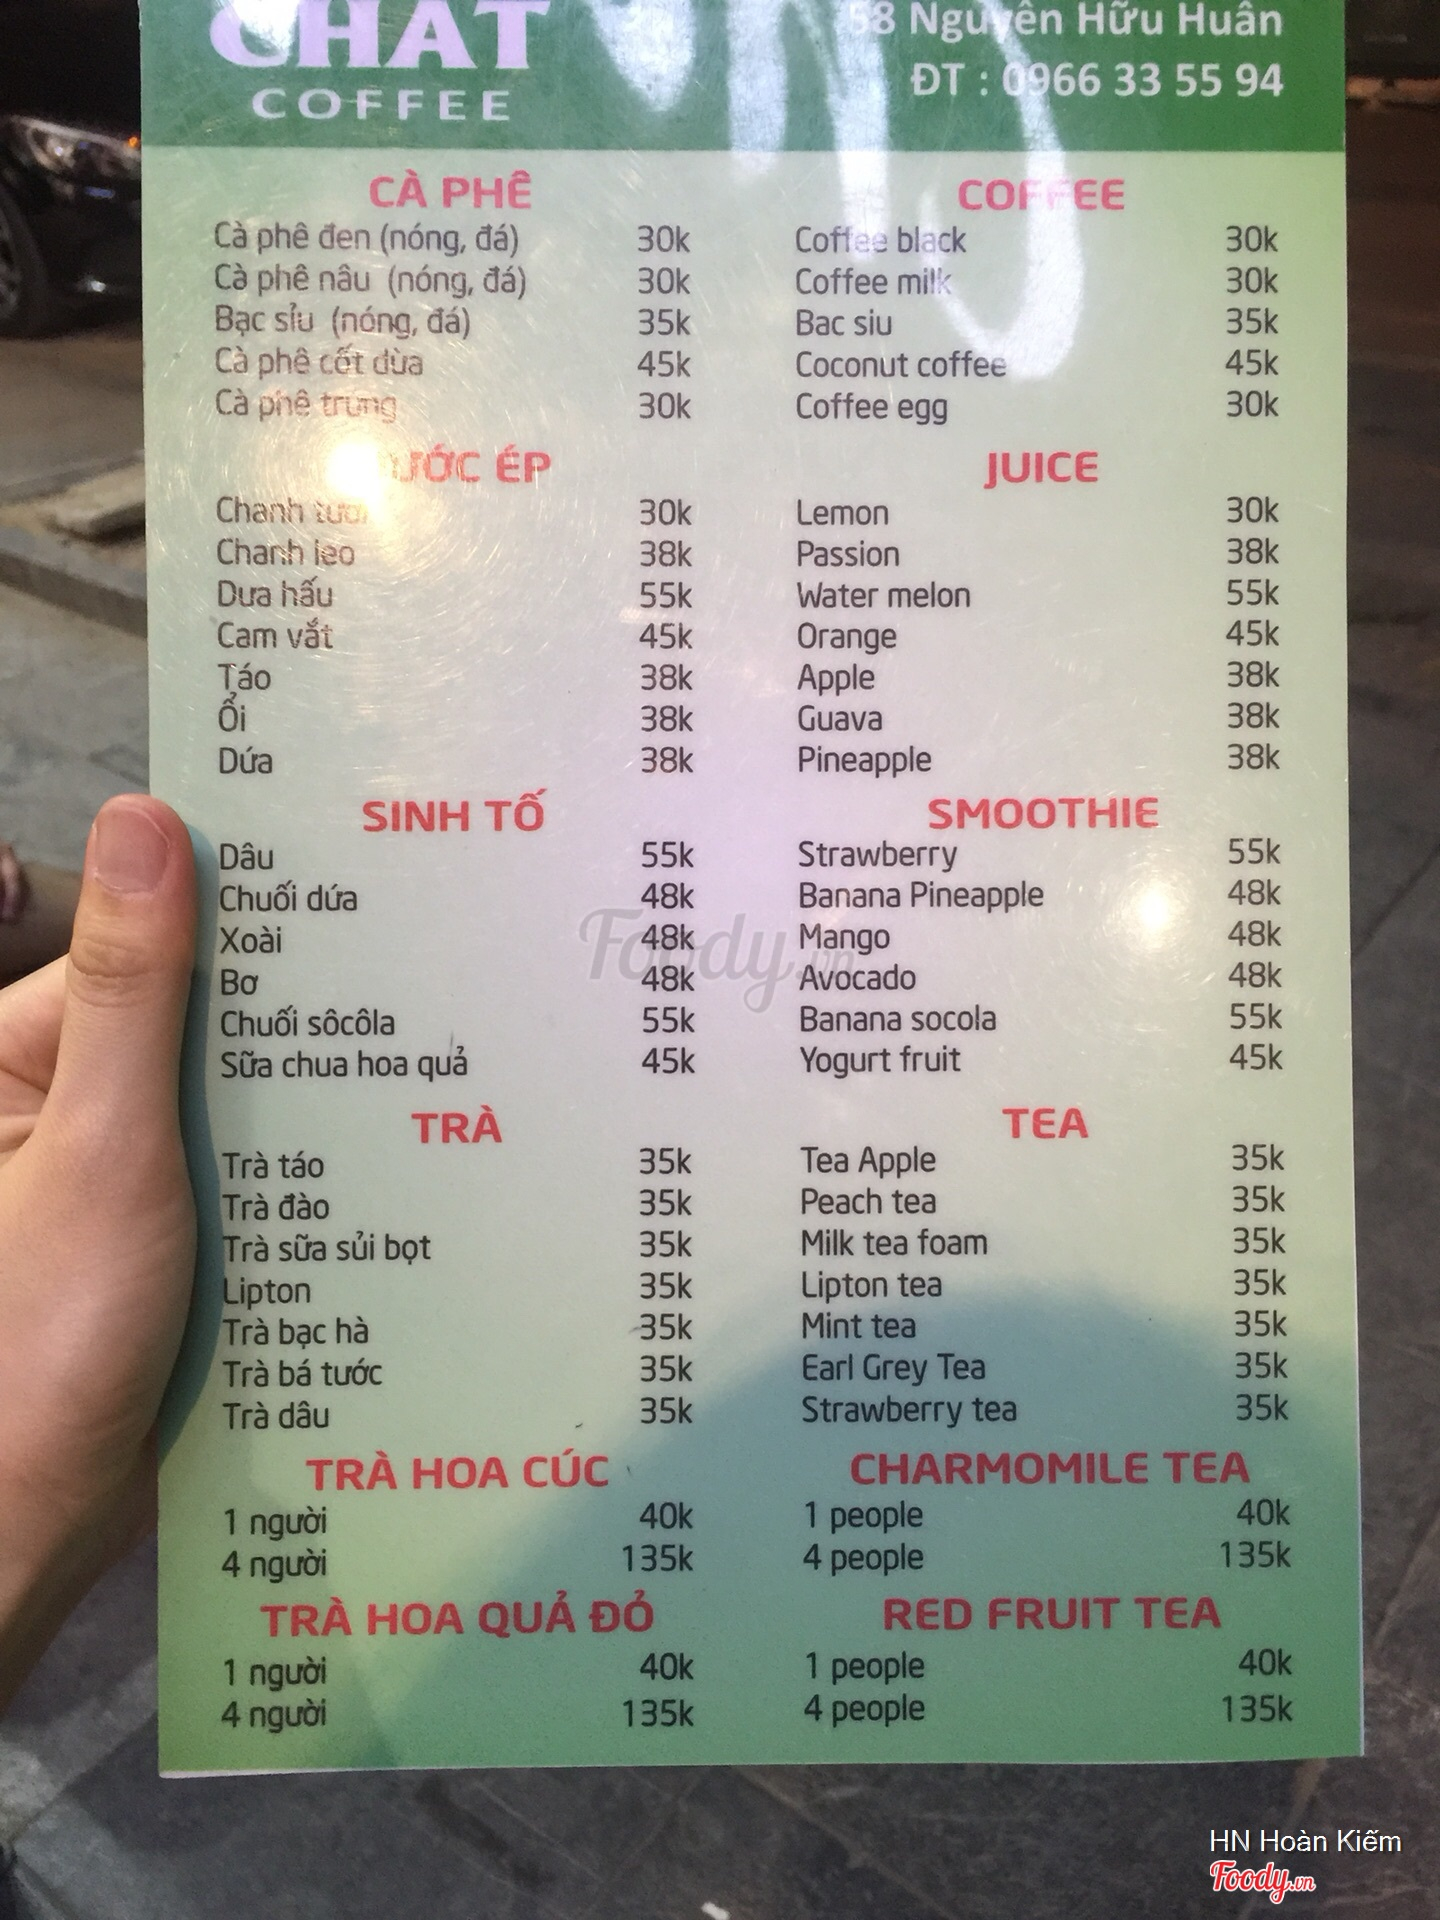 CHAT
COFFEE
58 Nguyễn Hữu Huân
ĐT : 0966 33 55 94
CÀ PHÊ
Cà phê đen (nóng, đá) 30k
Cà phê nâu (nóng, đá) 30k
Bạc sỉu (nóng, đá) 35k
Cà phê cốt dừa 45k
Cà phê trứng 30k
NƯỚC ÉP
Chanh tươi 30k
Chanh leo 38k
Dưa hấu 55k
Cam vắt 45k
Táo 38k
Ổi 38k
Dứa 38k
SINH TỐ
Dâu 55k
Chuối dứa 48k
Xoài 48k
Bơ 48k
Chuối sôcôla 55k
Sữa chua hoa quả 45k
TRÀ
Trà táo 35k
Trà đào 35k
Trà sữa sủi bọt 35k
Lipton 35k
Trà bạc hà 35k
Trà bá tước 35k
Trà dâu 35k
TRÀ HOA CÚC
1 người 40k
4 người 135k
TRÀ HOA QUẢ ĐỎ
1 người 40k
4 người 135k
COFFEE
Coffee black 30k
Coffee milk 30k
Bac siu 35k
Coconut coffee 45k
Coffee egg 30k
JUICE
Lemon 30k
Passion 38k
Water melon 55k
Orange 45k
Apple 38k
Guava 38k
Pineapple 38k
SMOOTHIE
Strawberry 55k
Banana Pineapple 48k
Mango 48k
Avocado 48k
Banana socola 55k
Yogurt fruit 45k
TEA
Tea Apple 35k
Peach tea 35k
Milk tea foam 35k
Lipton tea 35k
Mint tea 35k
Earl Grey Tea 35k
Strawberry tea 35k
CHARMOMILE TEA
1 people 40k
4 people 135k
RED FRUIT TEA
1 people 40k
4 people 135k
Foody.vn
HN Hoàn Kiếm
Foody.vn